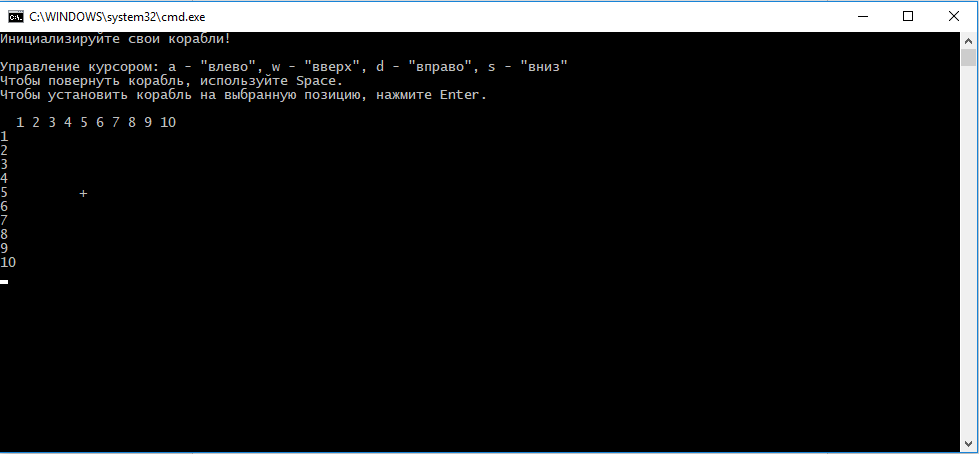 C:\WINDOWS\system32\cmd.exe
Инициализируйте свои корабли!
Управление курсором: a - "влево", w - "вверх", d - "вправо", s - "вниз"
Чтобы повернуть корабль, используйте Space.
Чтобы установить корабль на выбранную позицию, нажмите Enter.
1 2 3 4 5 6 7 8 9 10
1
2
3
4
5 +
6
7
8
9
10